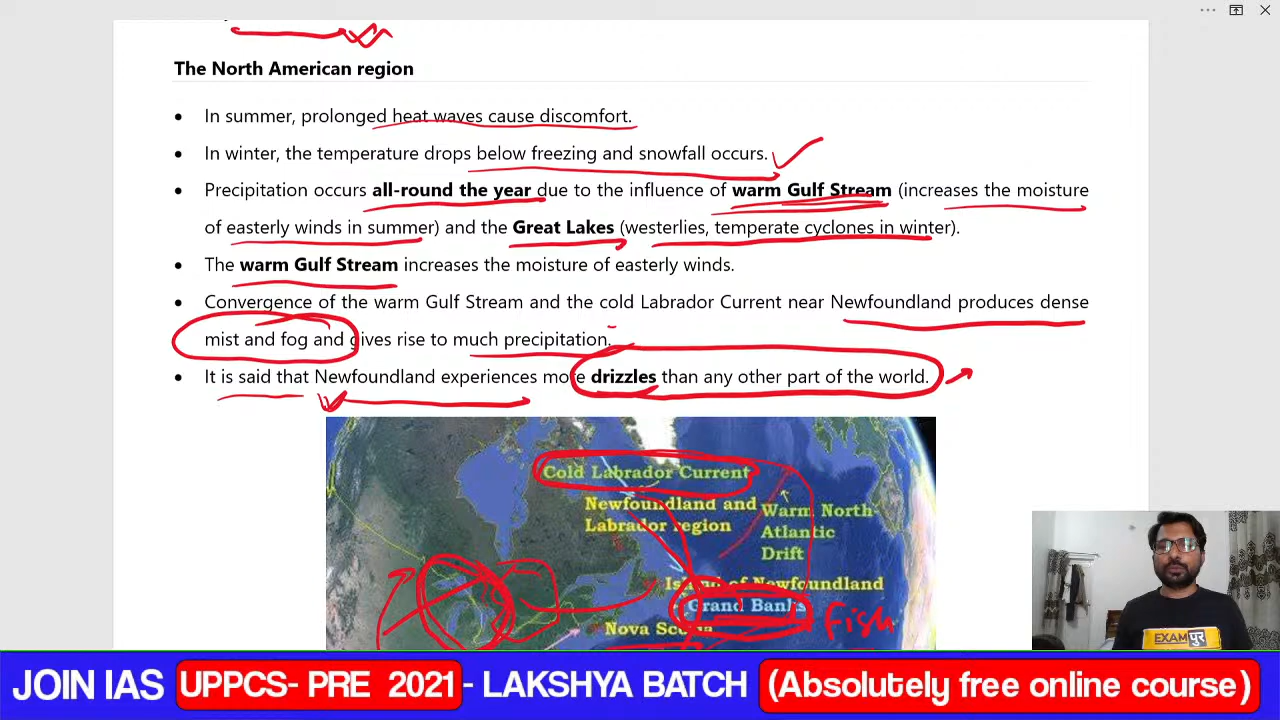 The North American region
• In summer, prolonged heat waves cause discomfort.
• In winter, the temperature drops below freezing and snowfall occurs.
• Precipitation occurs all-round the year due to the influence of warm Gulf Stream (increases the moisture
of easterly winds in summer) and the Great Lakes (westerlies, temperate cyclones in winter).
• The warm Gulf Stream increases the moisture of easterly winds.
• Convergence of the warm Gulf Stream and the cold Labrador Current near Newfoundland produces dense
mist and fog and gives rise to much precipitation.
• It is said that Newfoundland experiences more drizzles than any other part of the world.
Cold Labrador Current
Newfoundland and
Labrador region
Warm North-
Atlantic
Drift
Island of Newfoundland
Grand Banks
Fish
Nova Scotia
EXAMपुर
JOIN IAS UPPCS- PRE 2021 - LAKSHYA BATCH (Absolutely free online course)